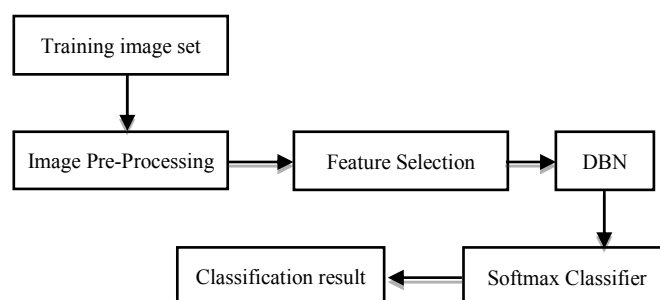 Training image set
Image Pre-Processing
Feature Selection
DBN
Softmax Classifier
Classification result